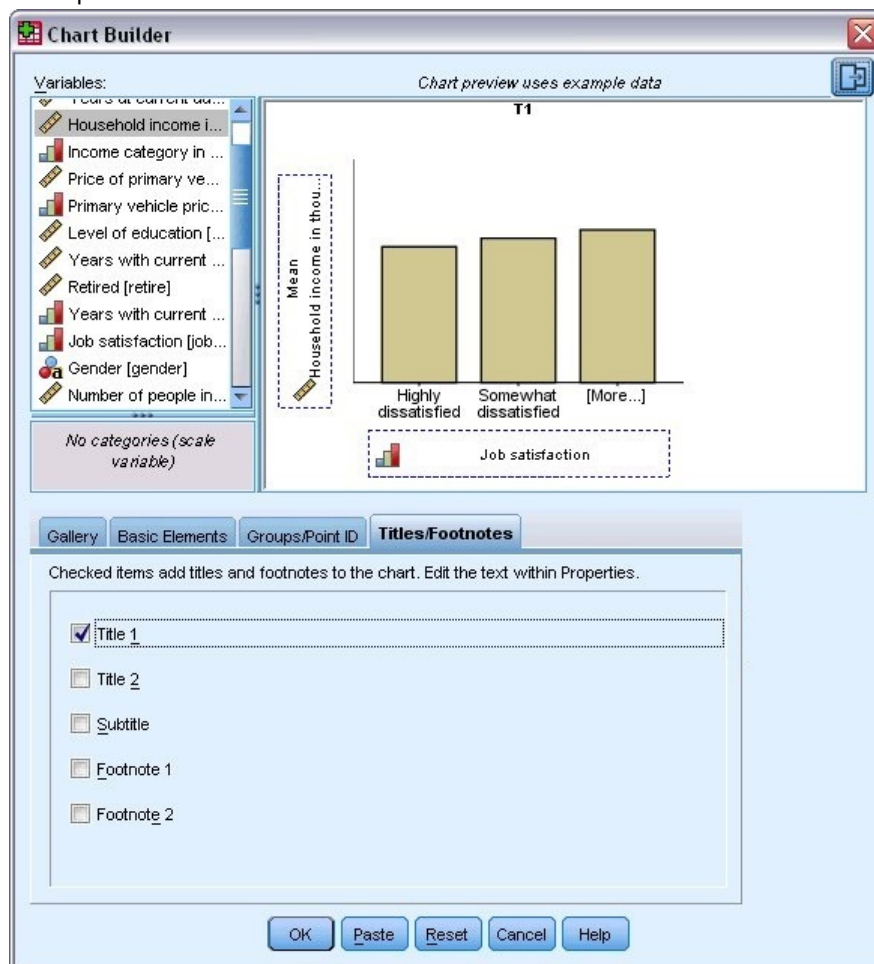 Chart Builder
Variables:
Chart preview uses example data
Household income i...
Income category in ...
Price of primary ve...
Primary vehicle pric...
Level of education [...
Years with current ...
Retired [retire]
Years with current ...
Job satisfaction [job...
Gender [gender]
Number of people in...
No categories (scale
variable)
T1
Mean
Household income in thou...
Highly
dissatisfied
Somewhat
dissatisfied
[More...]
Job satisfaction
Gallery
Basic Elements
Groups/Point ID
Titles/Footnotes
Checked items add titles and footnotes to the chart. Edit the text within Properties.
Title 1
Title 2
Subtitle
Footnote 1
Footnote 2
OK
Paste
Reset
Cancel
Help